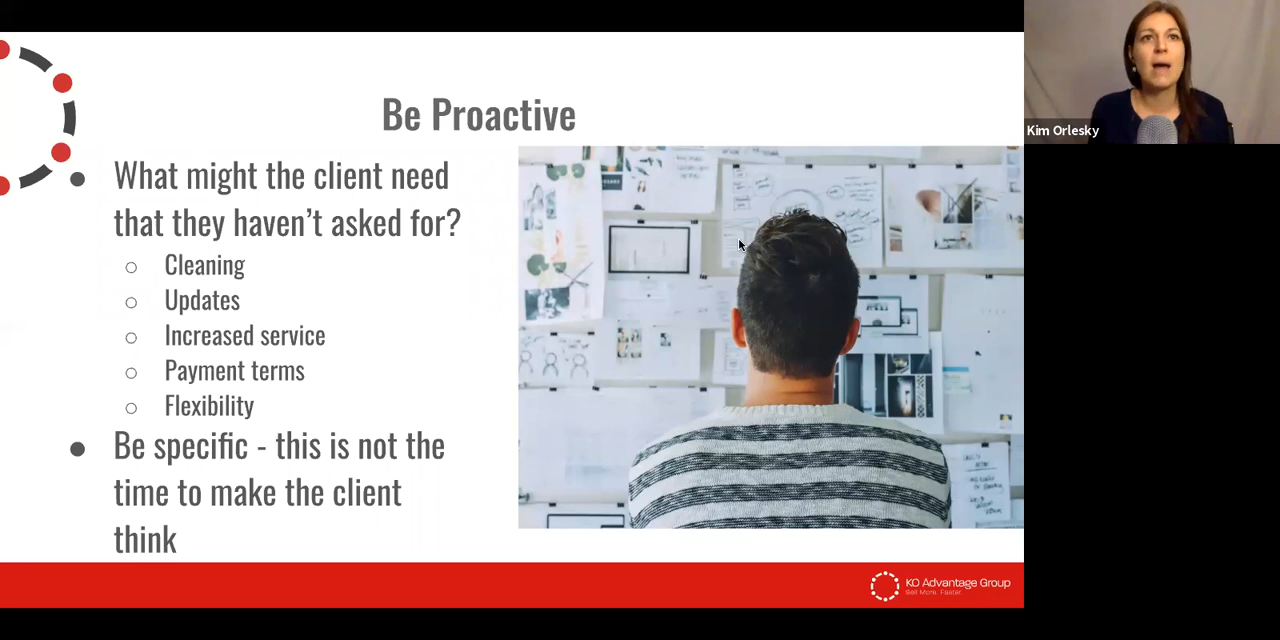 Be Proactive
What might the client need
that they haven’t asked for?
Cleaning
Updates
Increased service
Payment terms
Flexibility
Be specific - this is not the
time to make the client
think
KO Advantage Group
Sell More. Faster.
Kim Orlesky